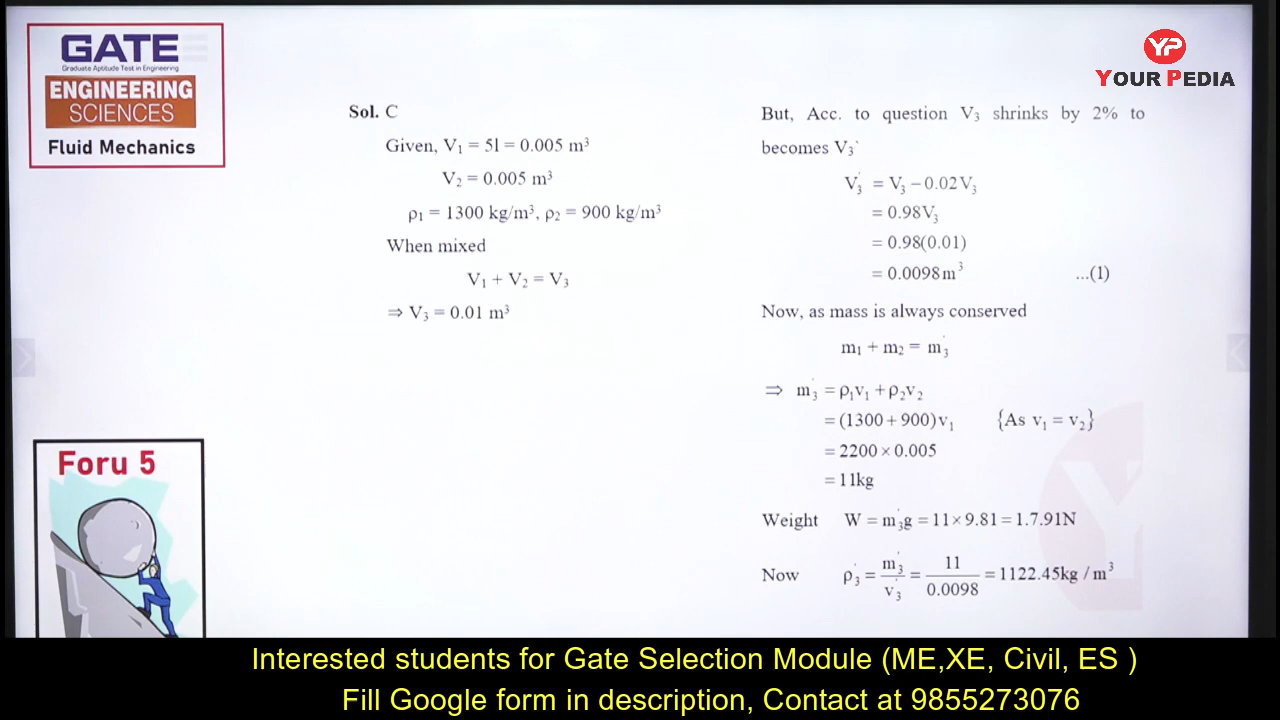 GATE
Graduate Aptitude Test in Engineering
ENGINEERING
SCIENCES
Fluid Mechanics
YP
YOUR PEDIA
Sol. C
Given, V₁ = 5l = 0.005 m³
V₂ = 0.005 m³
ρ₁ = 1300 kg/m³, ρ₂ = 900 kg/m³
When mixed
V₁ + V₂ = V₃
⇒ V₃ = 0.01 m³
But, Acc. to question V₃ shrinks by 2% to
becomes V₃`
V₃' = V₃ – 0.02V₃
= 0.98V₃
= 0.98(0.01)
= 0.0098m³ ...(1)
Now, as mass is always conserved
m₁ + m₂ = m₃'
⇒ m₃' = ρ₁v₁ + ρ₂v₂
= (1300 + 900)v₁ {As v₁ = v₂}
= 2200 × 0.005
= 11kg
Weight W = m₃'g = 11× 9.81 = 1.7.91N
Now ρ₃' = m₃'/v₃' = 11/0.0098 = 1122.45kg / m³
Foru 5
Interested students for Gate Selection Module (ME,XE, Civil, ES )
Fill Google form in description, Contact at 9855273076